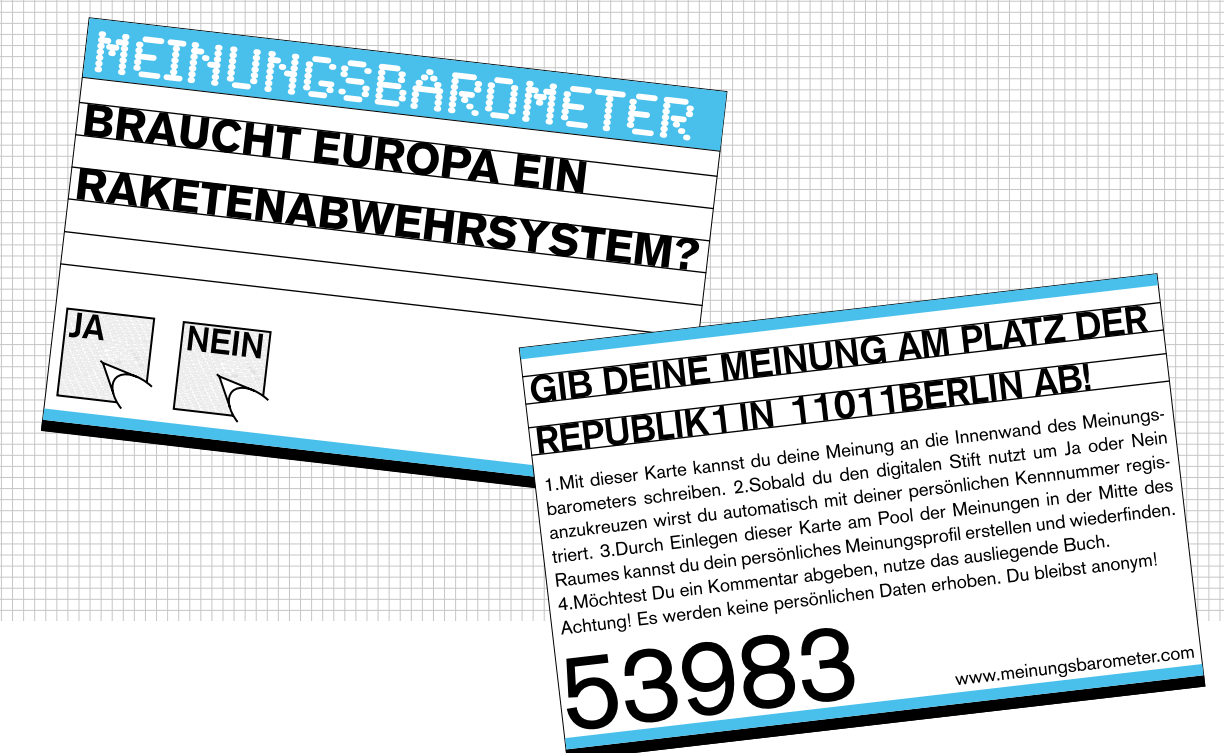 MEINUNGSBAROMETER
BRAUCHT EUROPA EIN
RAKETENABWEHRSYSTEM?
JA
NEIN
GIB DEINE MEINUNG AM PLATZ DER
REPUBLIK1 IN 11011BERLIN AB!
1.Mit dieser Karte kannst du deine Meinung an die Innenwand des Meinungs-
barometers schreiben. 2.Sobald du den digitalen Stift nutzt um Ja oder Nein
anzukreuzen wirst du automatisch mit deiner persönlichen Kennnummer regis-
triert. 3.Durch Einlegen dieser Karte am Pool der Meinungen in der Mitte des
Raumes kannst du dein persönliches Meinungsprofil erstellen und wiederfinden.
4.Möchtest Du ein Kommentar abgeben, nutze das ausliegende Buch.
Achtung! Es werden keine persönlichen Daten erhoben. Du bleibst anonym!
53983
www.meinungsbarometer.com